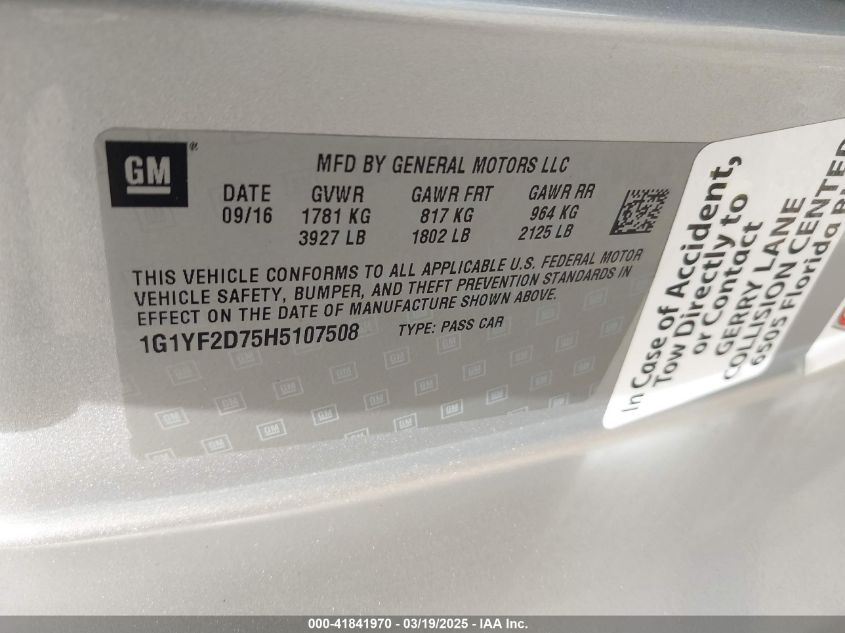 GM®
MFD BY GENERAL MOTORS LLC
DATE GVWR GAWR FRT GAWR RR
09/16 1781 KG 817 KG 964 KG
3927 LB 1802 LB 2125 LB
THIS VEHICLE CONFORMS TO ALL APPLICABLE U.S. FEDERAL MOTOR
VEHICLE SAFETY, BUMPER, AND THEFT PREVENTION STANDARDS IN
EFFECT ON THE DATE OF MANUFACTURE SHOWN ABOVE.
1G1YF2D75H5107508 TYPE: PASS CAR
In Case of Accident,
Tow Directly to
or Contact
GERRY LANE
COLLISION CENTER
6505 Florida
000-41841970 - 03/19/2025 - IAA Inc.